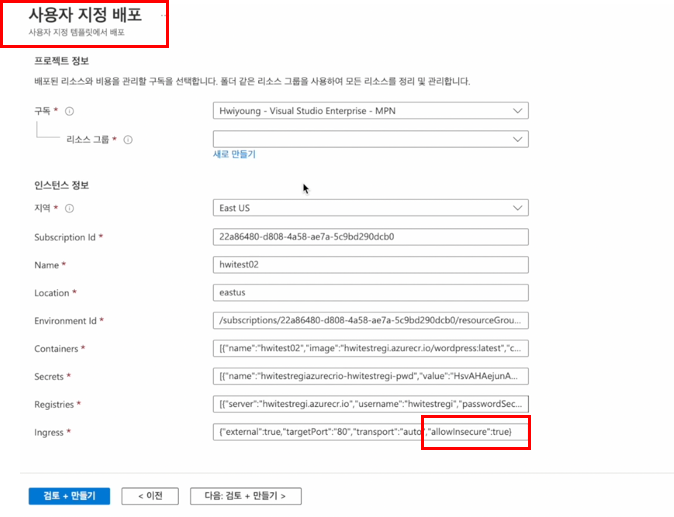 사용자 지정 배포 ...
사용자 지정 템플릿에서 배포
프로젝트 정보
배포된 리소스와 비용을 관리할 구독을 선택합니다. 폴더 같은 리소스 그룹을 사용하여 모든 리소스를 정리 및 관리합니다.
구독 * Hwiyoung - Visual Studio Enterprise - MPN
리소스 그룹 *
새로 만들기
인스턴스 정보
지역 * East US
Subscription Id * 22a86480-d808-4a58-ae7a-5c9bd290dcb0
Name * hwitest02
Location * eastus
Environment Id * /subscriptions/22a86480-d808-4a58-ae7a-5c9bd290dcb0/resourceGrou...
Containers * [{"name":"hwitest02","image":"hwitestregi.azurecr.io/wordpress:latest","c...
Secrets * [{"name":"hwitestregiazurecrio-hwitestregi-pwd","value":"HsvAHAejunA...
Registries * [{"server":"hwitestregi.azurecr.io","username":"hwitestregi","passwordSec...
Ingress * {"external":true,"targetPort":"80","transport":"auto","allowInsecure":true}
검토 + 만들기 < 이전 다음: 검토 + 만들기 >